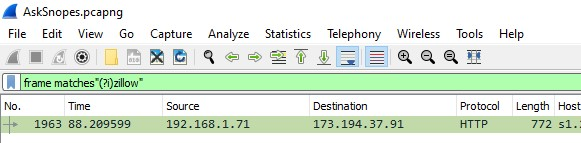 AskSnopes.pcapng
File Edit View Go Capture Analyze Statistics Telephony Wireless Tools Help
frame matches"(?i)zillow"
No. Time Source Destination Protocol Length Host
1963 88.209599 192.168.1.71 173.194.37.91 HTTP 772 s1.